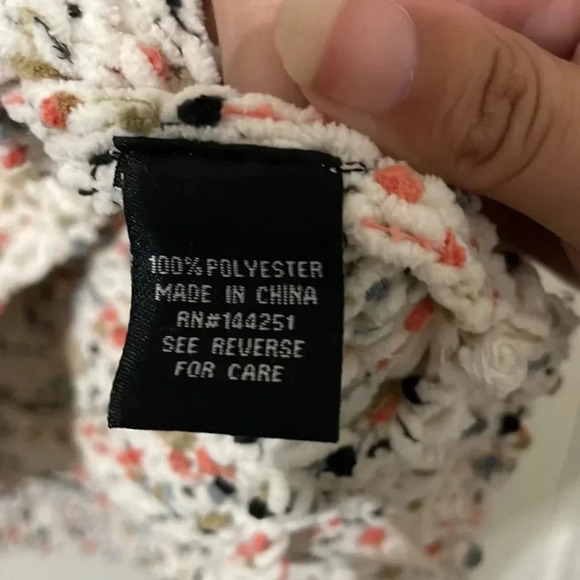 100% POLYESTER
MADE IN CHINA
RN#144251
SEE REVERSE
FOR CARE